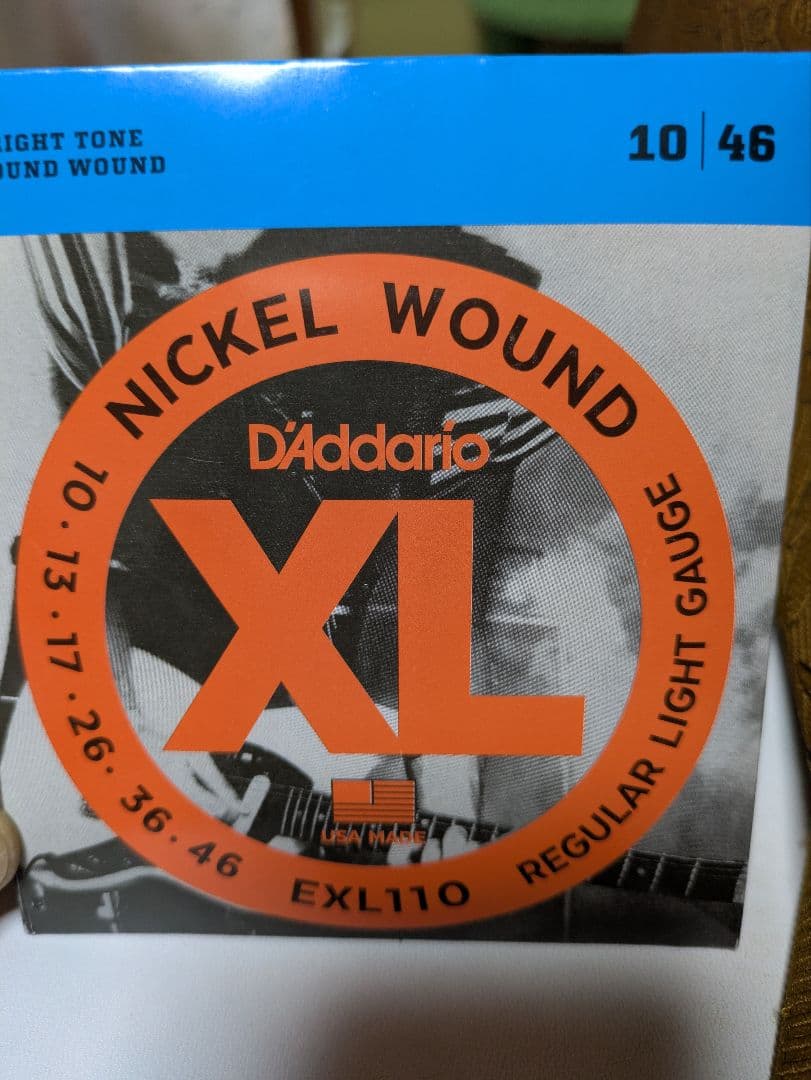 RIGHT TONE
OUND WOUND
10 | 46
NICKEL WOUND
D'Addario
XL
10 · 13 · 17 · 26 · 36 · 46
REGULAR LIGHT GAUGE
USA MADE
EXL110